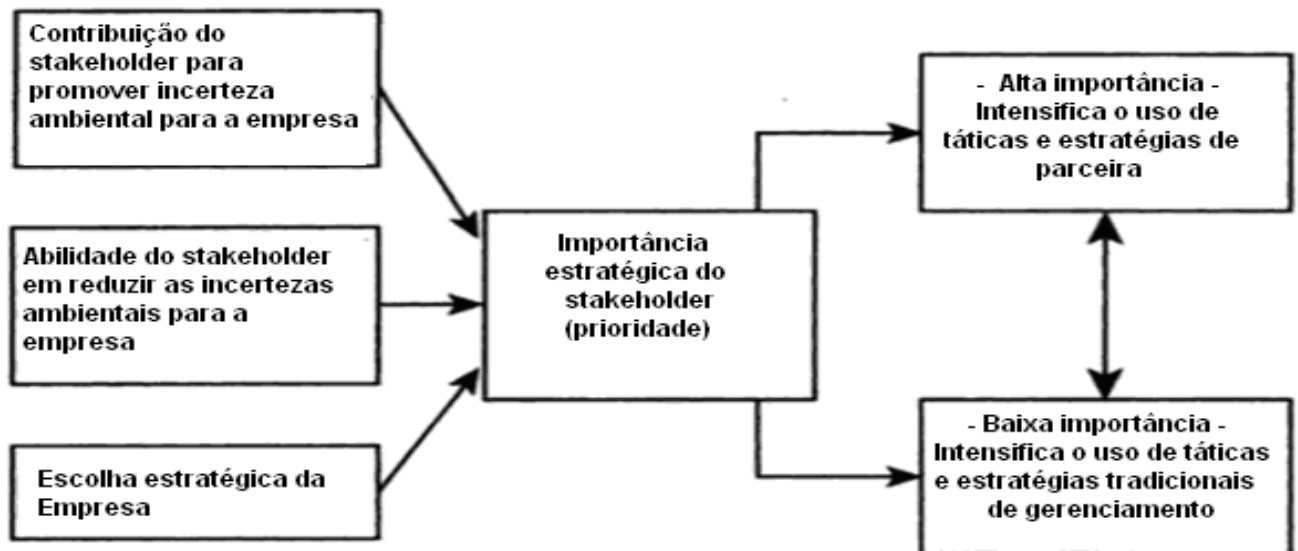 Contribuição do
stakeholder para
promover incerteza
ambiental para a empresa
Abilidade do stakeholder
em reduzir as incertezas
ambientais para a
empresa
Escolha estratégica da
Empresa
Importância
estratégica do
stakeholder
(prioridade)
- Alta importância -
Intensifica o uso de
táticas e estratégias de
parceira
- Baixa importância -
Intensifica o uso de táticas
e estratégias tradicionais
de gerenciamento